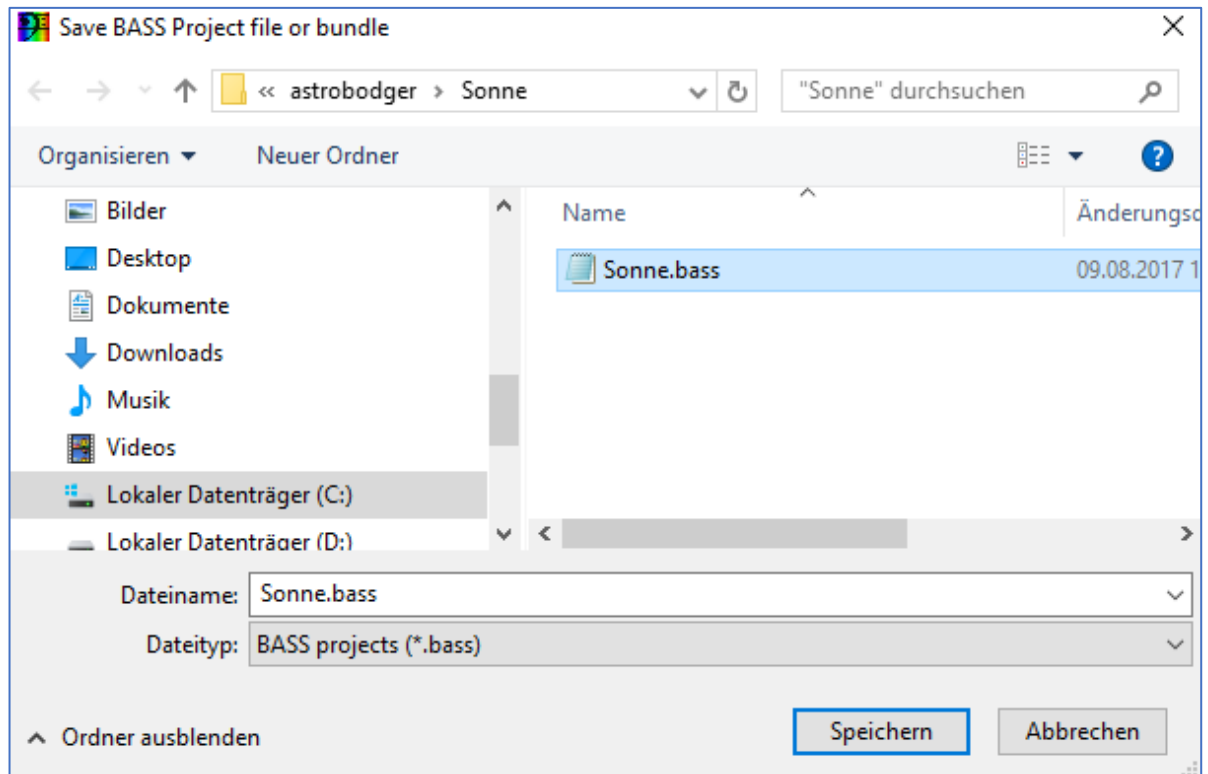 Save BASS Project file or bundle
« astrobodger › Sonne
"Sonne" durchsuchen
Organisieren
Neuer Ordner
Bilder
Desktop
Dokumente
Downloads
Musik
Videos
Lokaler Datenträger (C:)
Lokaler Datenträger (D:)
Name
Änderungsd
Sonne.bass
09.08.2017 1
Dateiname: Sonne.bass
Dateityp: BASS projects (*.bass)
Ordner ausblenden
Speichern
Abbrechen